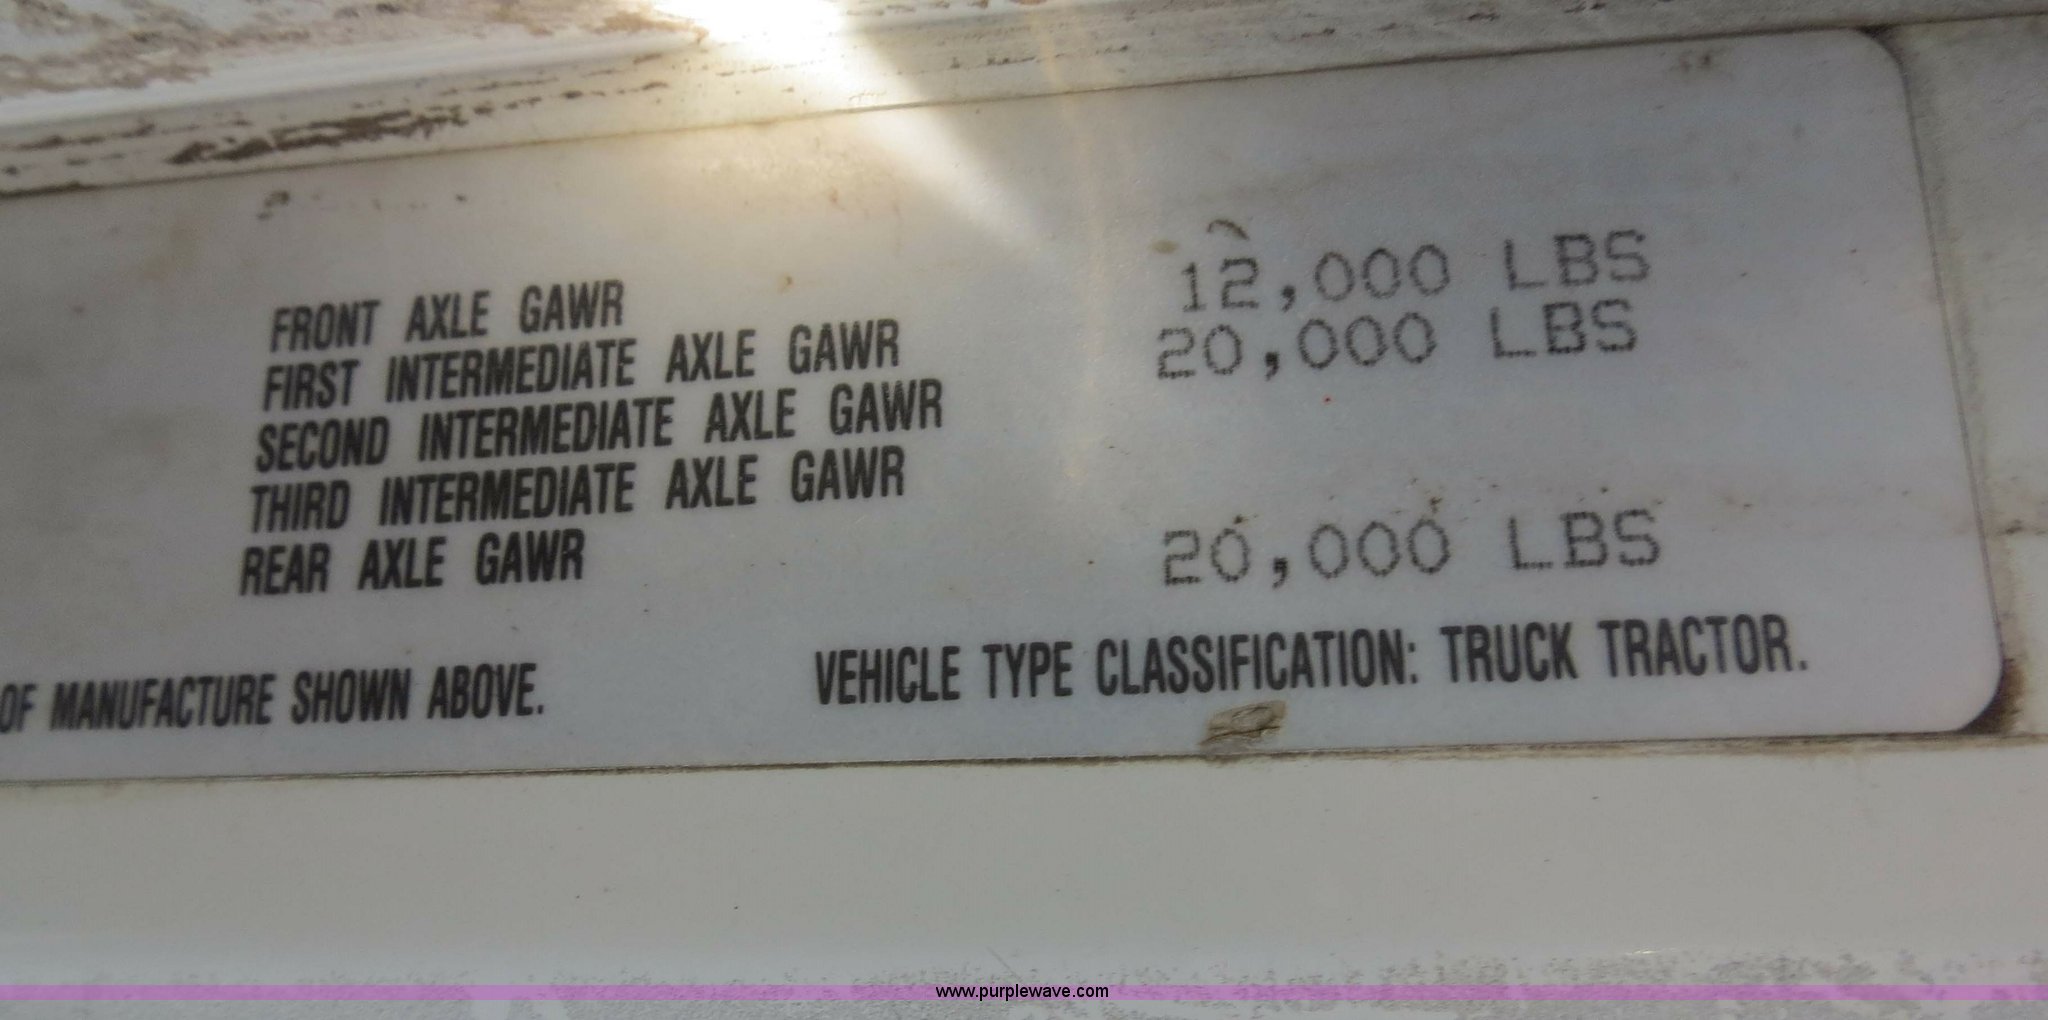 FRONT AXLE GAWR 12,000 LBS
FIRST INTERMEDIATE AXLE GAWR 20,000 LBS
SECOND INTERMEDIATE AXLE GAWR
THIRD INTERMEDIATE AXLE GAWR
REAR AXLE GAWR 20,000 LBS
OF MANUFACTURE SHOWN ABOVE. VEHICLE TYPE CLASSIFICATION: TRUCK TRACTOR.
www.purplewave.com